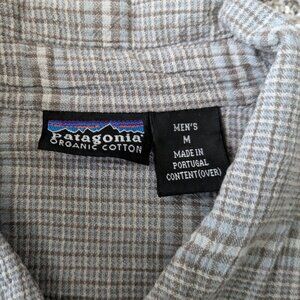 patagonia
ORGANIC COTTON
MEN'S
M
MADE IN
PORTUGAL
CONTENT(OVER)